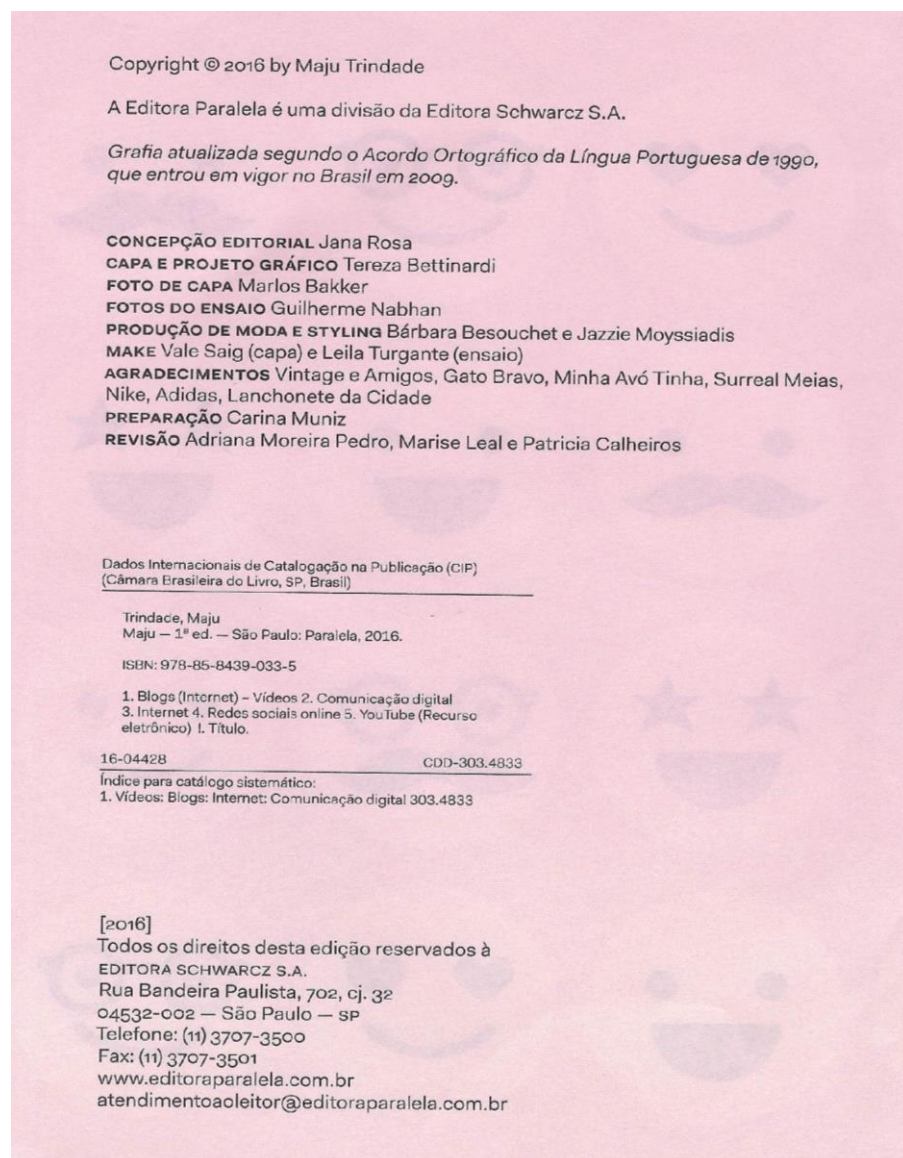 Copyright © 2016 by Maju Trindade
A Editora Paralela é uma divisão da Editora Schwarcz S.A.
Grafia atualizada segundo o Acordo Ortográfico da Língua Portuguesa de 1990,
que entrou em vigor no Brasil em 2009.
CONCEPÇÃO EDITORIAL Jana Rosa
CAPA E PROJETO GRÁFICO Tereza Bettinardi
FOTO DE CAPA Marlos Bakker
FOTOS DO ENSAIO Guilherme Nabhan
PRODUÇÃO DE MODA E STYLING Bárbara Besouchet e Jazzie Moyssiadis
MAKE Vale Saig (capa) e Leila Turgante (ensaio)
AGRADECIMENTOS Vintage e Amigos, Gato Bravo, Minha Avó Tinha, Surreal Meias,
Nike, Adidas, Lanchonete da Cidade
PREPARAÇÃO Carina Muniz
REVISÃO Adriana Moreira Pedro, Marise Leal e Patricia Calheiros
Dados Internacionais de Catalogação na Publicação (CIP)
(Câmara Brasileira do Livro, SP, Brasil)
Trindade, Maju
Maju — 1ª ed. — São Paulo: Paralela, 2016.
ISBN: 978-85-8439-033-5
1. Blogs (Internet) – Vídeos 2. Comunicação digital
3. Internet 4. Redes sociais online 5. YouTube (Recurso
eletrônico) I. Título.
16-04428 CDD-303.4833
Índice para catálogo sistemático:
1. Vídeos: Blogs: Internet: Comunicação digital 303.4833
[2016]
Todos os direitos desta edição reservados à
EDITORA SCHWARCZ S.A.
Rua Bandeira Paulista, 702, cj. 32
04532-002 — São Paulo — SP
Telefone: (11) 3707-3500
Fax: (11) 3707-3501
www.editoraparalela.com.br
atendimentoaoleitor@editoraparalela.com.br